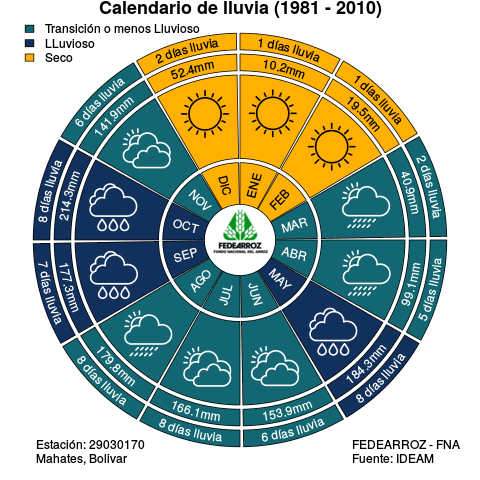 Calendario de lluvia (1981 - 2010)
Transición o menos Lluvioso
LLuvioso
Seco
1 días lluvia
10.2mm
ENE
1 días lluvia
19.5mm
FEB
2 días lluvia
40.9mm
MAR
5 días lluvia
99.1mm
ABR
8 días lluvia
184.3mm
MAY
6 días lluvia
153.9mm
JUN
8 días lluvia
166.1mm
JUL
8 días lluvia
179.8mm
AGO
7 días lluvia
177.3mm
SEP
8 días lluvia
214.3mm
OCT
6 días lluvia
141.9mm
NOV
2 días lluvia
52.4mm
DIC
FEDEARROZ
FONDO NACIONAL DEL ARROZ
Estación: 29030170
Mahates, Bolivar
FEDEARROZ - FNA
Fuente: IDEAM